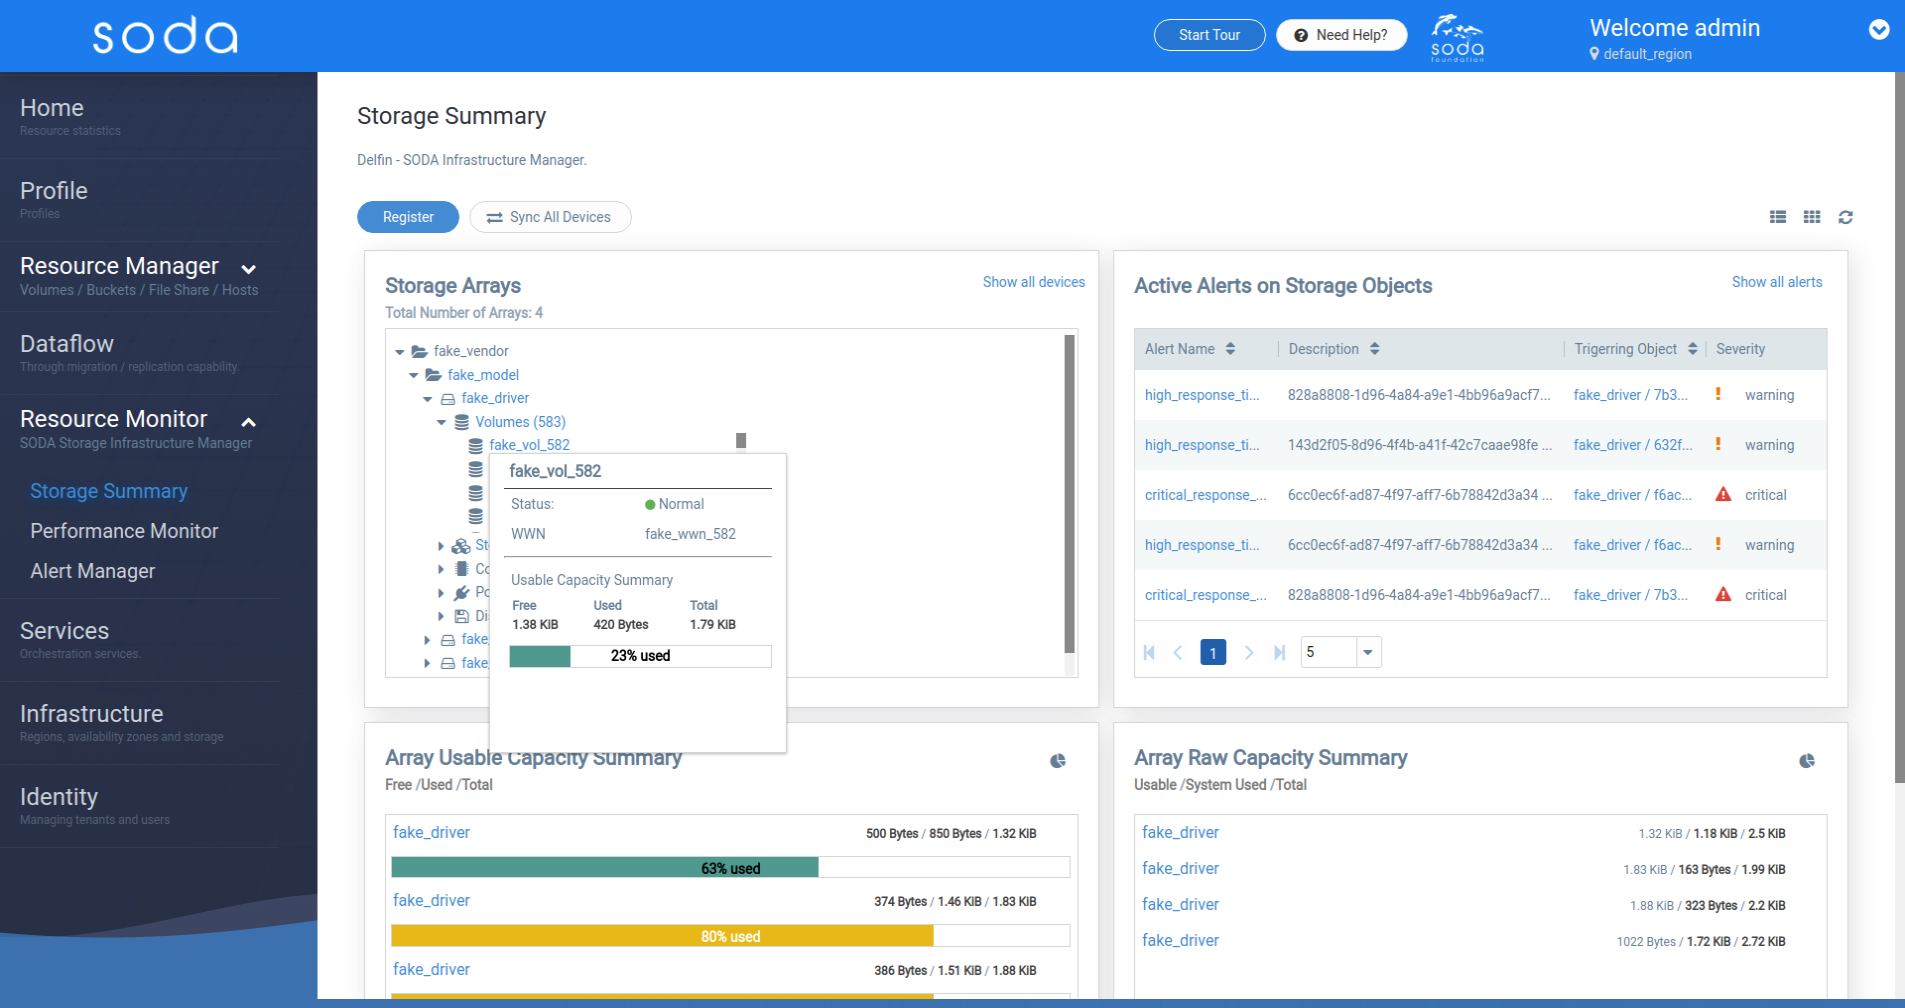 soda
Start Tour
Need Help?
soda
foundation
Welcome admin
default_region
Home
Resource statistics
Profile
Profiles
Resource Manager
Volumes / Buckets / File Share / Hosts
Dataflow
Through migration / replication capability.
Resource Monitor
SODA Storage Infrastructure Manager
Storage Summary
Performance Monitor
Alert Manager
Services
Orchestration services.
Infrastructure
Regions, availability zones and storage
Identity
Managing tenants and users
Storage Summary
Delfin - SODA Infrastructure Manager.
Register
Sync All Devices
Storage Arrays
Show all devices
Total Number of Arrays: 4
fake_vendor
fake_model
fake_driver
Volumes (583)
fake_vol_582
St
Co
Po
Di
fake_
fake_
fake_vol_582
Status: Normal
WWN fake_wwn_582
Usable Capacity Summary
Free Used Total
1.38 KiB 420 Bytes 1.79 KiB
23% used
Active Alerts on Storage Objects
Show all alerts
Alert Name Description Trigerring Object Severity
high_response_ti... 828a8808-1d96-4a84-a9e1-4bb96a9acf7... fake_driver / 7b3... warning
high_response_ti... 143d2f05-8d96-4f4b-a41f-42c7caae98fe ... fake_driver / 632f... warning
critical_response_... 6cc0ec6f-ad87-4f97-aff7-6b78842d3a34 ... fake_driver / f6ac... critical
high_response_ti... 6cc0ec6f-ad87-4f97-aff7-6b78842d3a34 ... fake_driver / f6ac... warning
critical_response_... 828a8808-1d96-4a84-a9e1-4bb96a9acf7... fake_driver / 7b3... critical
1
5
Array Usable Capacity Summary
Free /Used /Total
fake_driver 500 Bytes / 850 Bytes / 1.32 KiB
63% used
fake_driver 374 Bytes / 1.46 KiB / 1.83 KiB
80% used
fake_driver 386 Bytes / 1.51 KiB / 1.88 KiB
Array Raw Capacity Summary
Usable /System Used /Total
fake_driver 1.32 KiB / 1.18 KiB / 2.5 KiB
fake_driver 1.83 KiB / 163 Bytes / 1.99 KiB
fake_driver 1.88 KiB / 323 Bytes / 2.2 KiB
fake_driver 1022 Bytes / 1.72 KiB / 2.72 KiB